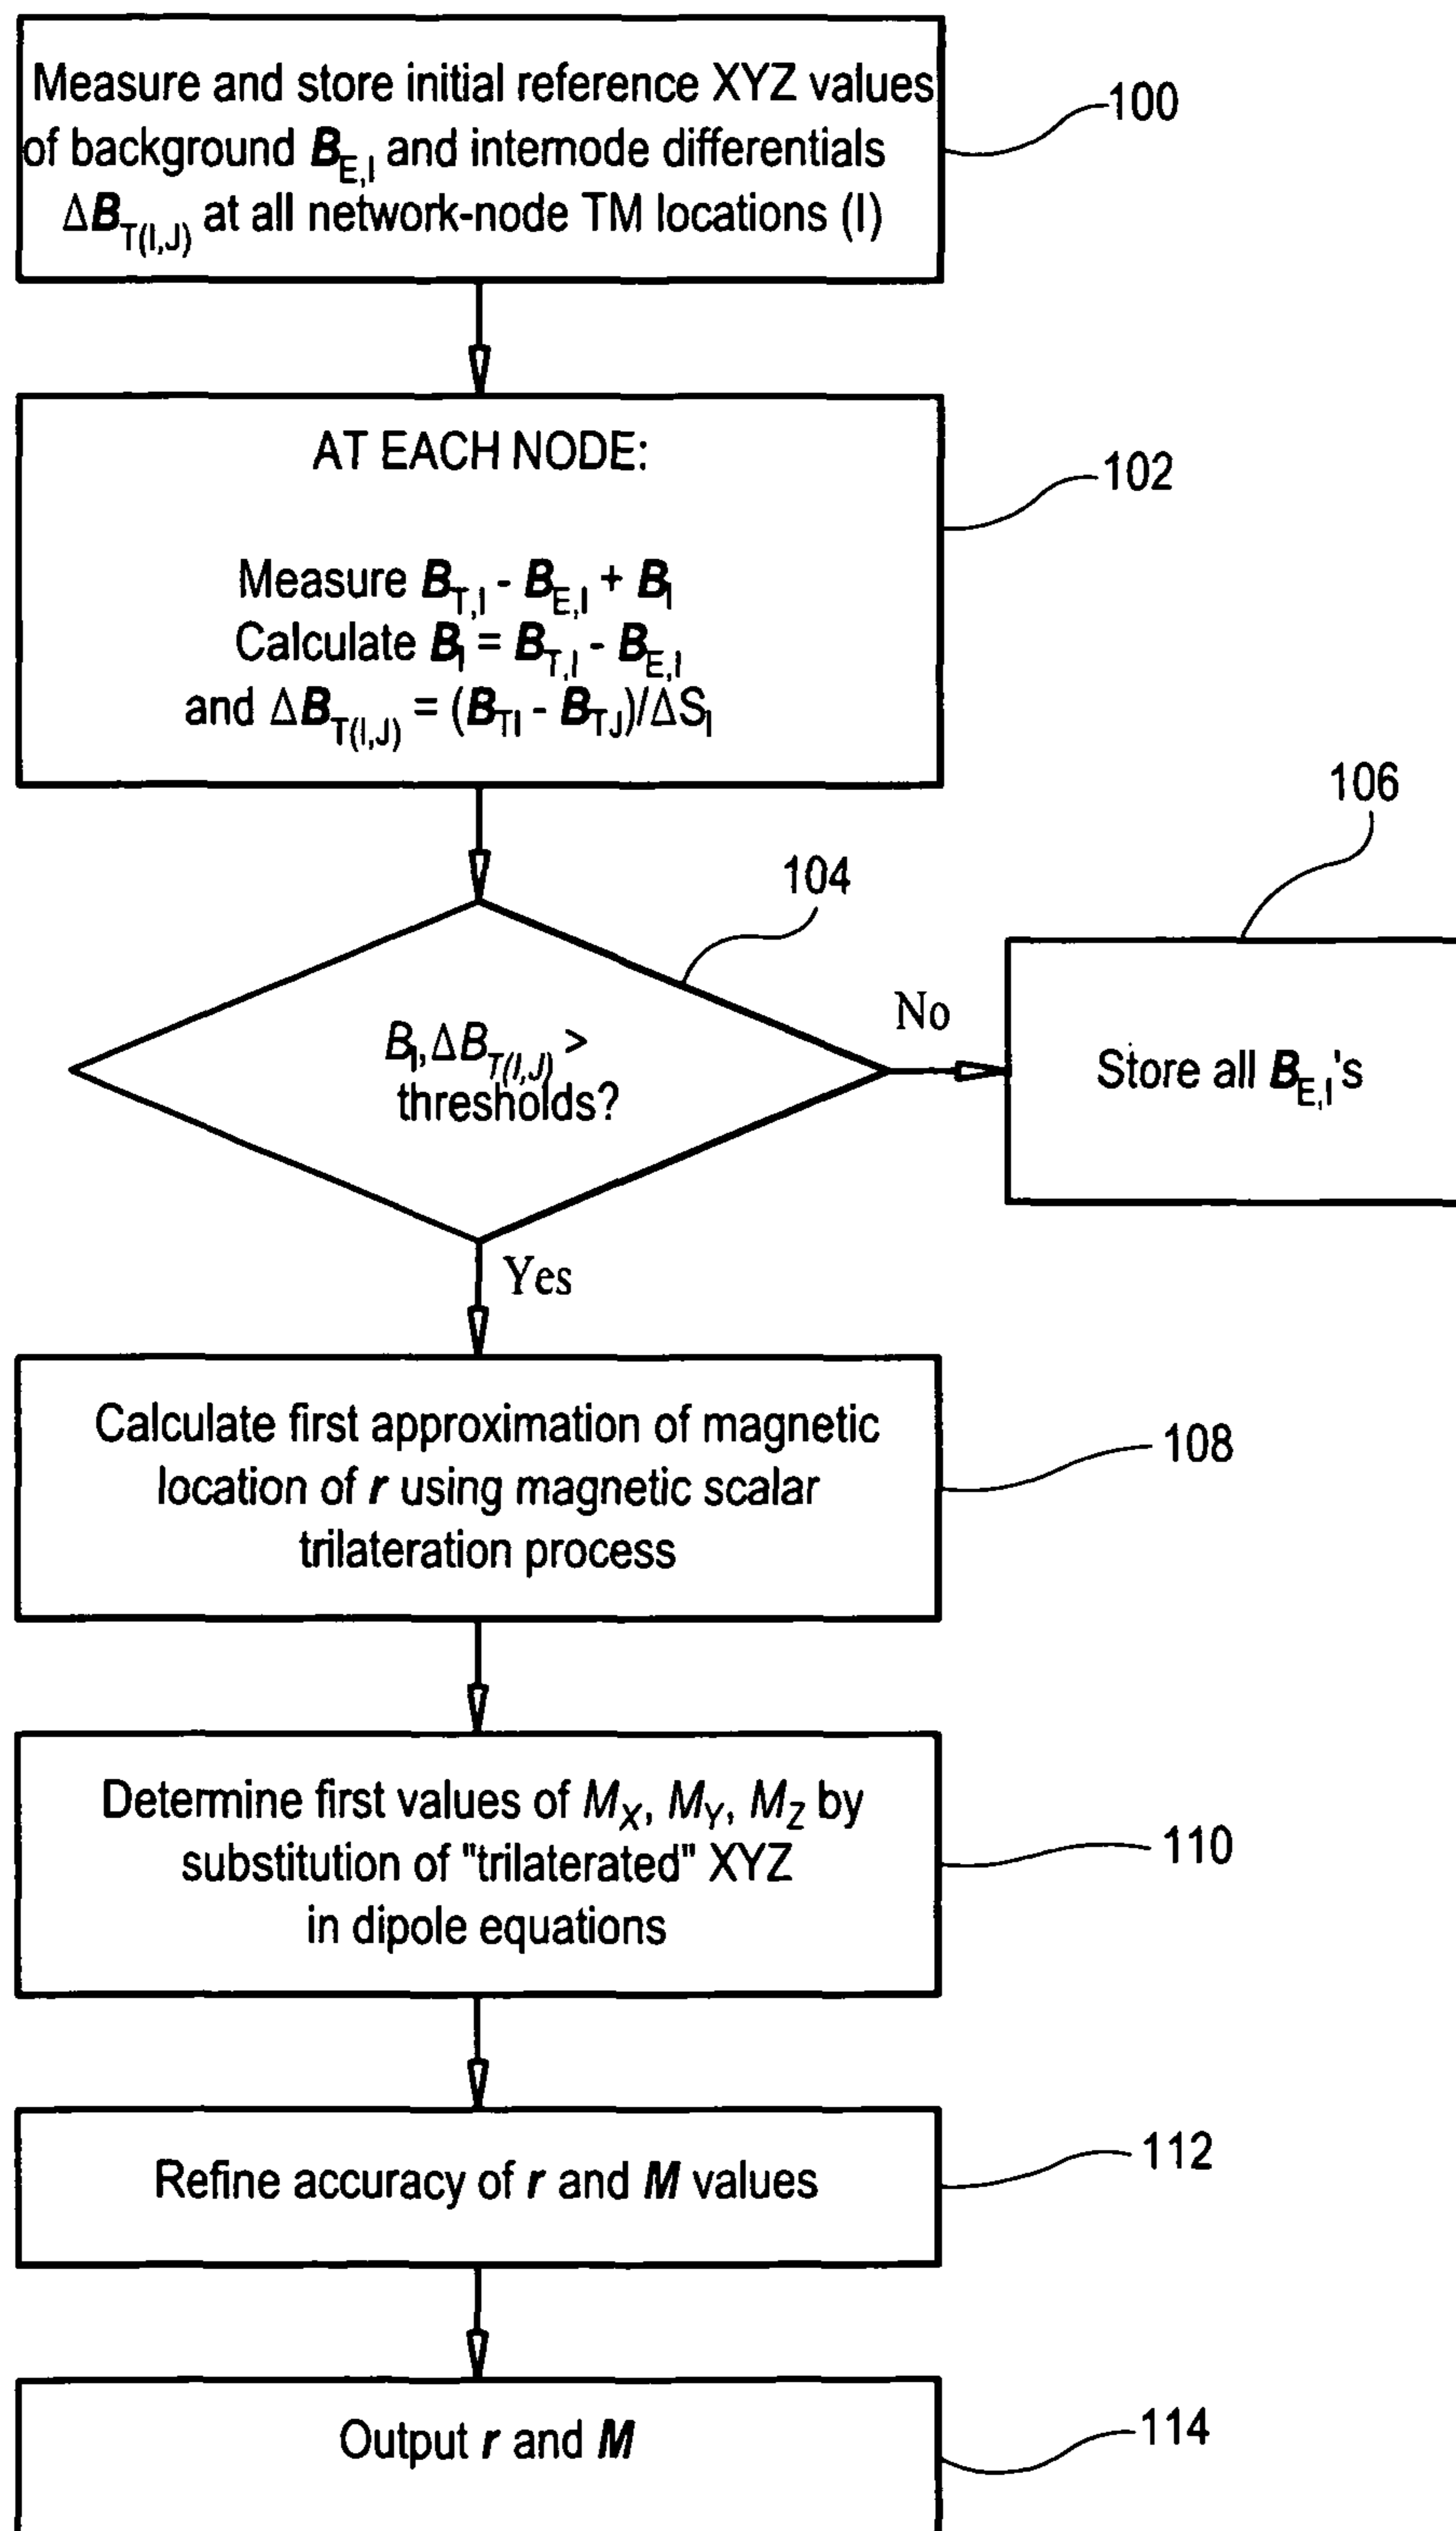 Measure and store initial reference XYZ values
of background B_E,I and internode differentials
ΔB_T(I,J) at all network-node TM locations (I)
100
AT EACH NODE:
102
Measure B_T,I - B_E,I + B_I
Calculate B_I = B_T,I - B_E,I
and ΔB_T(I,J) = (B_TI - B_TJ)/ΔS_I
106
104
B_I, ΔB_T(I,J) >
thresholds?
No
Store all B_E,I's
Yes
Calculate first approximation of magnetic
location of r using magnetic scalar
trilateration process
108
Determine first values of M_X, M_Y, M_Z by
substitution of "trilaterated" XYZ
in dipole equations
110
Refine accuracy of r and M values
112
Output r and M
114